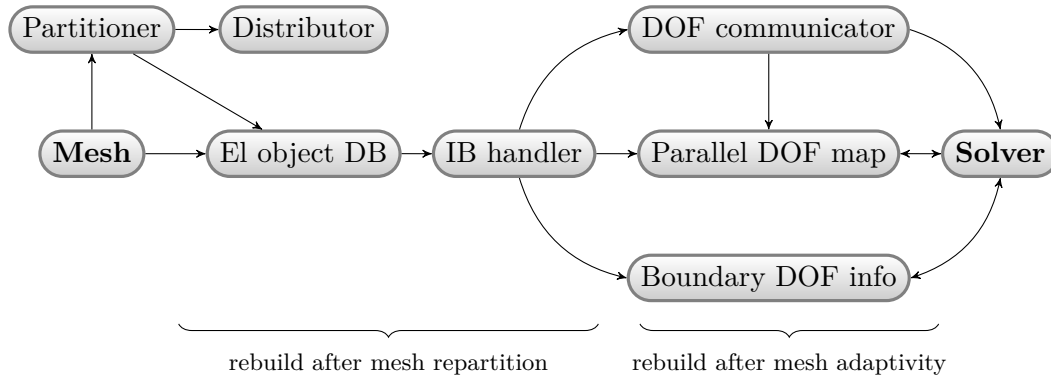 Partitioner
Distributor
DOF communicator
Mesh
El object DB
IB handler
Parallel DOF map
Solver
Boundary DOF info
rebuild after mesh repartition
rebuild after mesh adaptivity